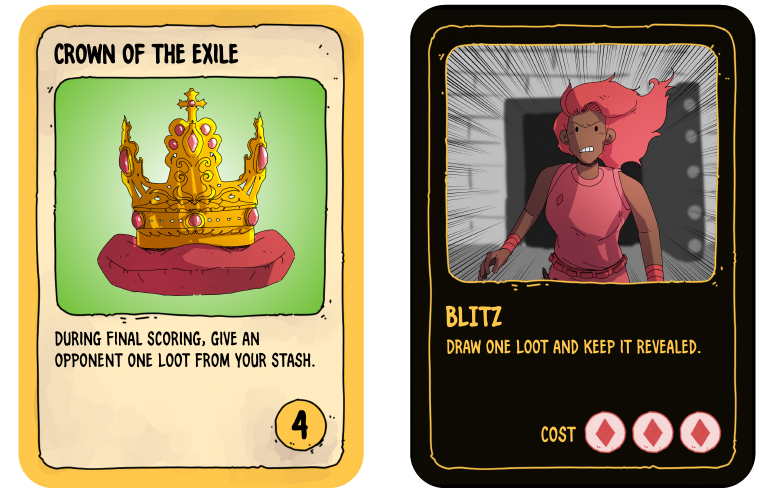 CROWN OF THE EXILE
DURING FINAL SCORING, GIVE AN
OPPONENT ONE LOOT FROM YOUR STASH.
4
BLITZ
DRAW ONE LOOT AND KEEP IT REVEALED.
COST